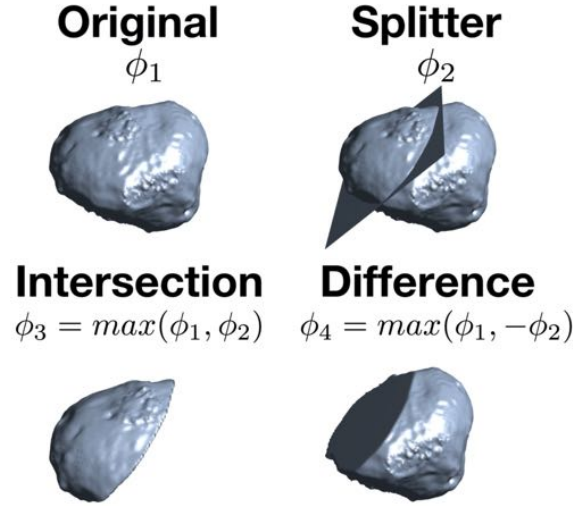 Original
Splitter
ϕ₁
ϕ₂
Intersection
Difference
ϕ₃ = max(ϕ₁, ϕ₂)
ϕ₄ = max(ϕ₁, −ϕ₂)